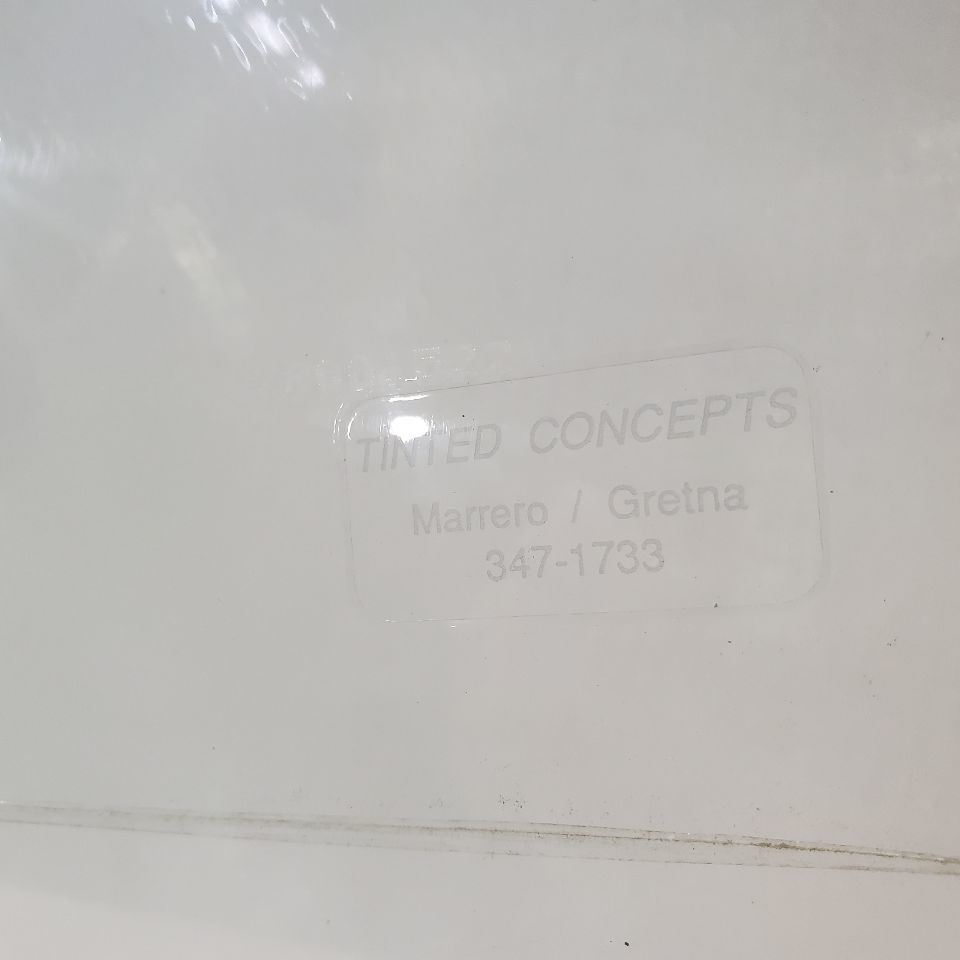 TINTED CONCEPTS
Marrero / Gretna
347-1733